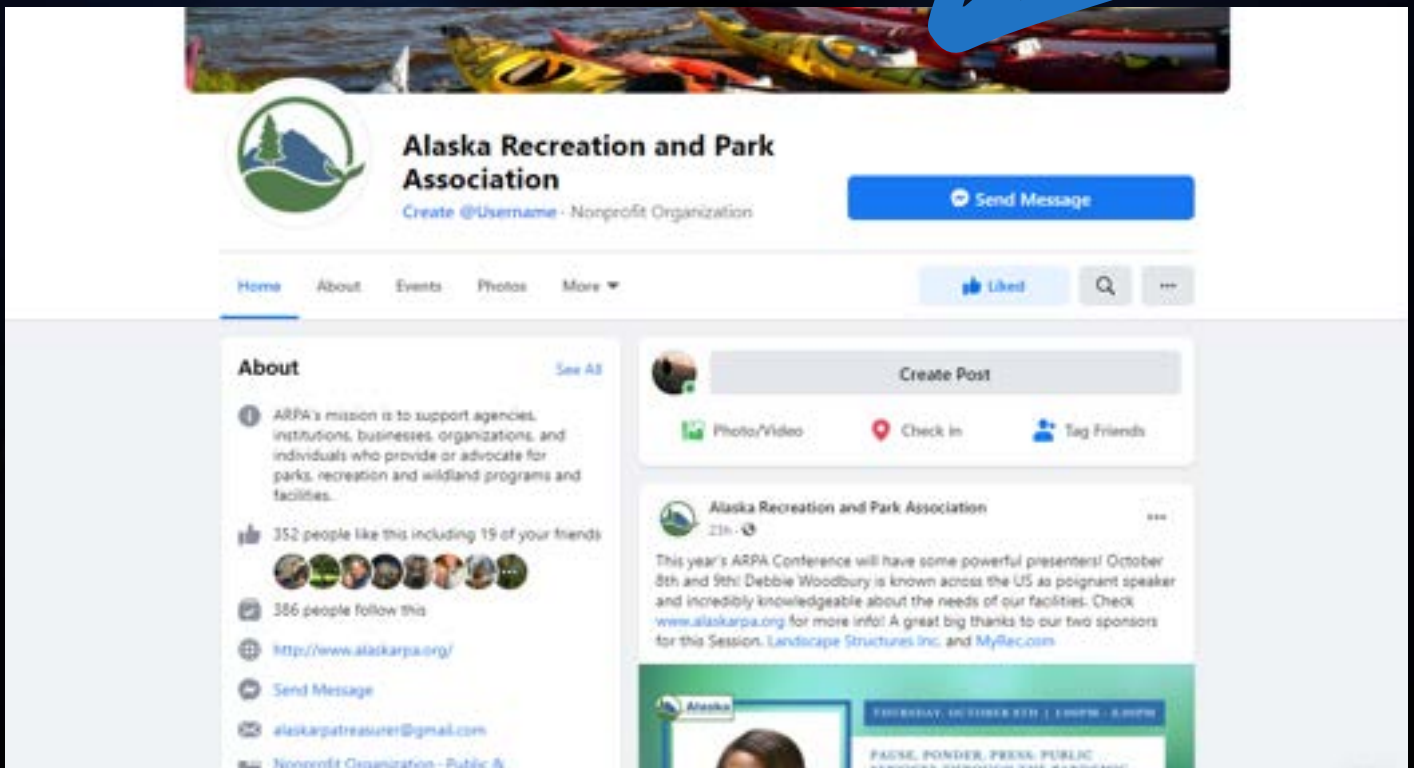 Alaska Recreation and Park
Association
Create @Username · Nonprofit Organization
Send Message
Home About Events Photos More
Liked
About
See All
ARPA's mission is to support agencies,
institutions, businesses, organizations, and
individuals who provide or advocate for
parks, recreation and wildland programs and
facilities.
352 people like this including 19 of your friends
386 people follow this
http://www.alaskarpa.org/
Send Message
alaskarpatreasurer@gmail.com
Nonprofit Organization · Public &
Create Post
Photo/Video Check in Tag Friends
Alaska Recreation and Park Association
23h ·
This year's ARPA Conference will have some powerful presenters! October
8th and 9th! Debbie Woodbury is known across the US as poignant speaker
and incredibly knowledgeable about the needs of our facilities. Check
www.alaskarpa.org for more info! A great big thanks to our two sponsors
for this Session. Landscape Structures Inc. and MyRec.com
Alaska
THURSDAY, OCTOBER 8TH |
PAUSE, PONDER, PRESS: PUBLIC
SERVICES THROUGH THE PANDEMIC